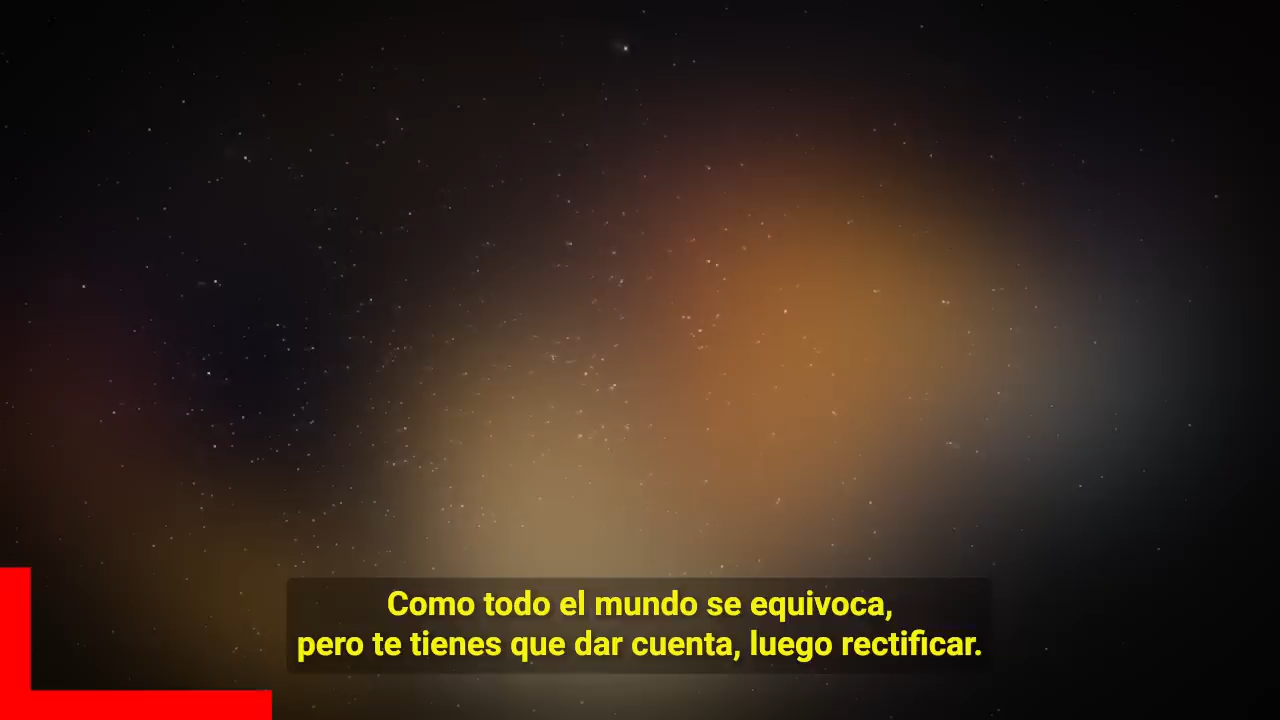 Como todo el mundo se equivoca,
pero te tienes que dar cuenta, luego rectificar.